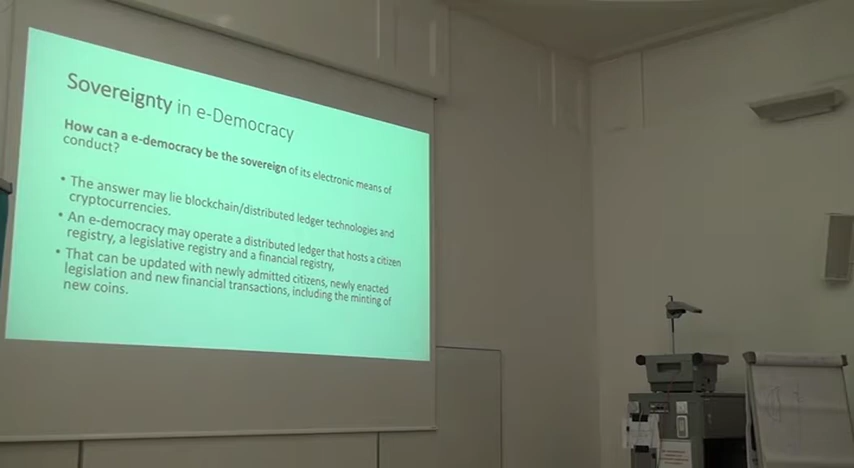 Sovereignty in e-Democracy
How can a e-democracy be the sovereign of its electronic means of
conduct?
• The answer may lie blockchain/distributed ledger technologies and
cryptocurrencies.
• An e-democracy may operate a distributed ledger that hosts a citizen
registry, a legislative registry and a financial registry,
• That can be updated with newly admitted citizens, newly enacted
legislation and new financial transactions, including the minting of
new coins.